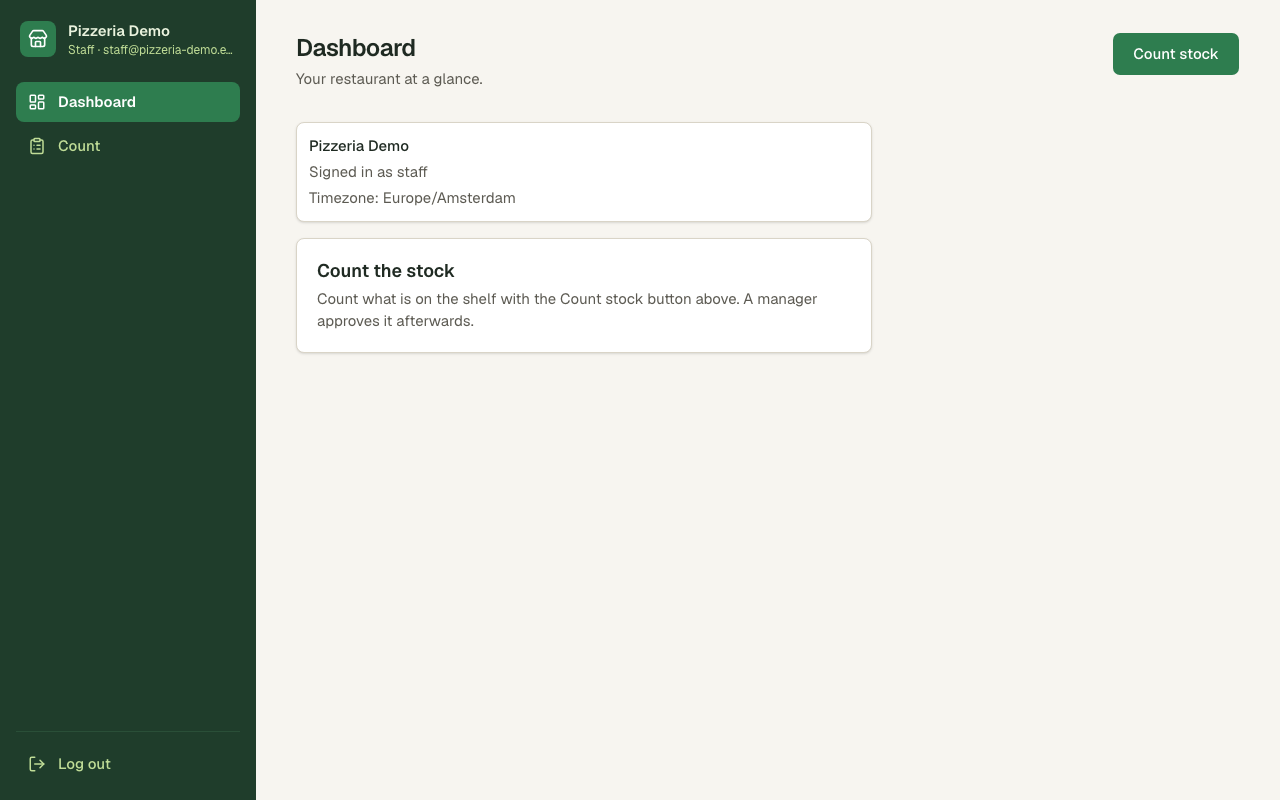 Pizzeria Demo
Staff · staff@pizzeria-demo.e...
Dashboard
Count
Log out
Dashboard
Your restaurant at a glance.
Count stock
Pizzeria Demo
Signed in as staff
Timezone: Europe/Amsterdam
Count the stock
Count what is on the shelf with the Count stock button above. A manager
approves it afterwards.